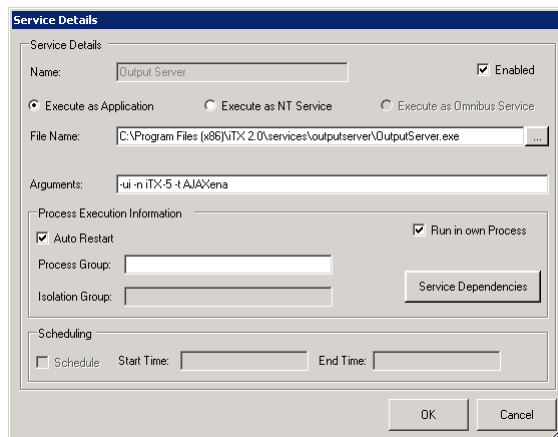 Service Details
Service Details
Name: Output Server Enabled
Execute as Application Execute as NT Service Execute as Omnibus Service
File Name: C:\Program Files (x86)\iTX 2.0\services\outputserver\OutputServer.exe ...
Arguments: -ui -n iTX-5 -t AJAXena
Process Execution Information
Auto Restart Run in own Process
Process Group:
Service Dependencies
Isolation Group:
Scheduling
Schedule Start Time: End Time:
OK Cancel